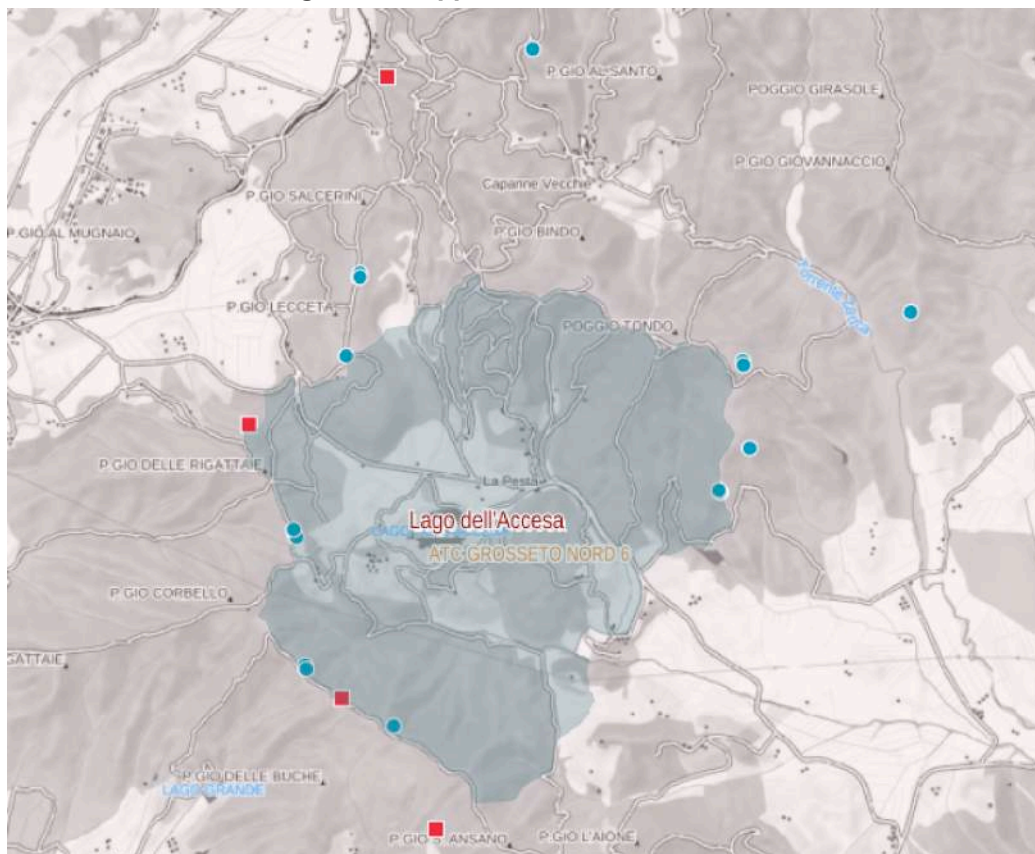 P.GIO AL SANTO
POGGIO GIRASOLE
P.GIO GIOVANNACCIO
Capanne Vecchie
P.GIO SALCERINI
P.GIO AL MUGNAIO
P.GIO BINDO
P.GIO LECCETA
POGGIO TONDO
P.GIO DELLE RIGATTAIE
La Pesta
Lago dell'Accesa
ATC GROSSETO NORD 6
P.GIO CORBELLO
GATTAIE
P.GIO DELLE BUCHE
LAGO GRANDE
P.GIO S. ANSANO
P.GIO L'AIONE